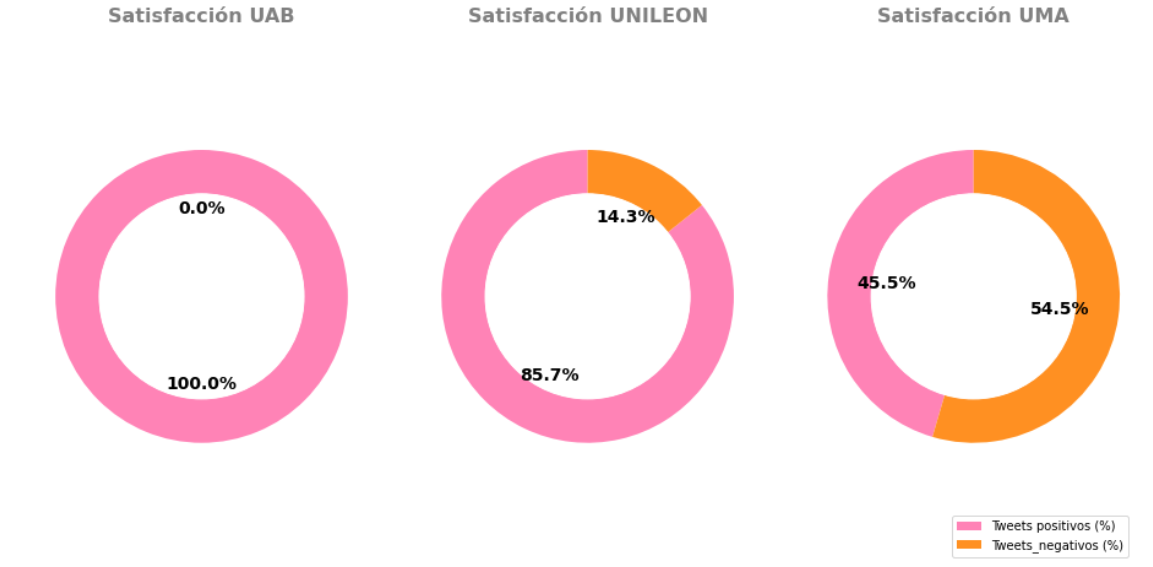 Satisfacción UAB
Satisfacción UNILEON
Satisfacción UMA
0.0%
100.0%
14.3%
85.7%
45.5%
54.5%
Tweets positivos (%)
Tweets_negativos (%)